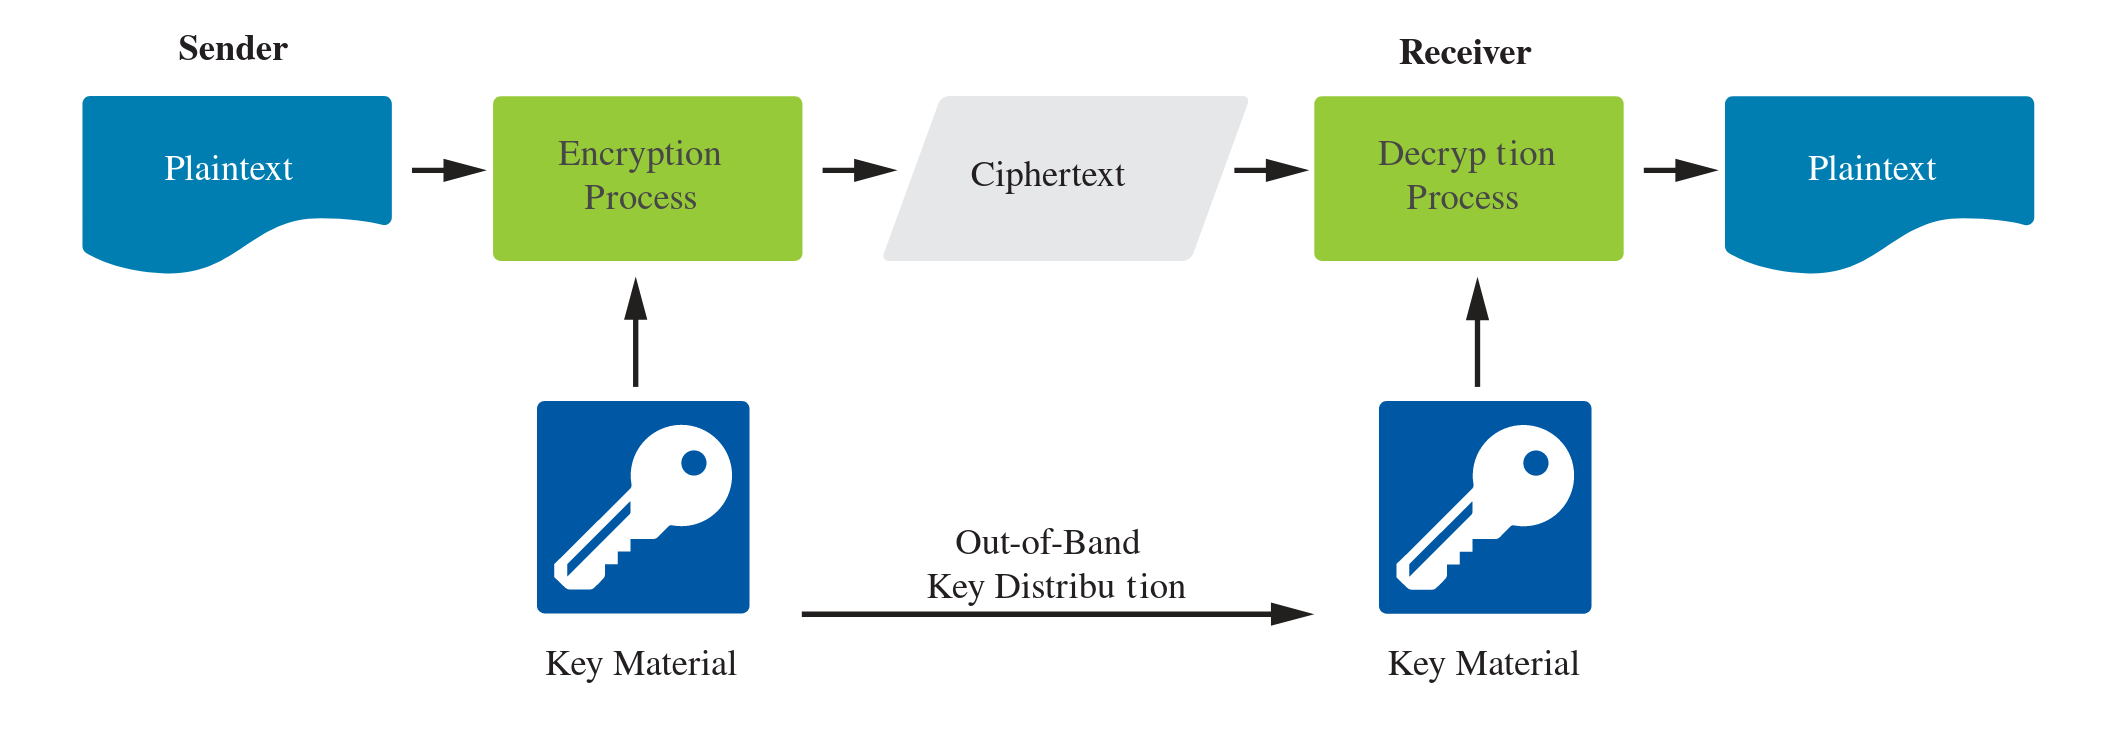 Sender
Receiver
Plaintext
Encryption
Process
Ciphertext
Decryp tion
Process
Plaintext
Out-of-Band
Key Distribu tion
Key Material
Key Material